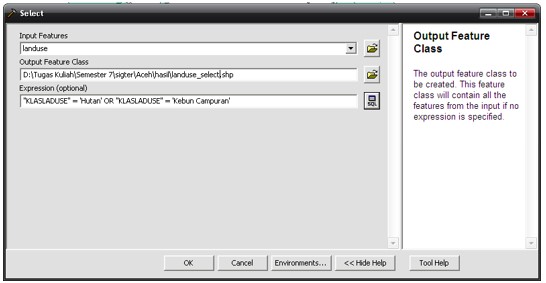 Select
Input Features
landuse
Output Feature Class
D:\Tugas Kuliah\Semester 7\sigter\Aceh\hasil\landuse_select.shp
Expression (optional)
"KLASLADUSE" = 'Hutan' OR "KLASLADUSE" = 'Kebun Campuran'
SQL
OK
Cancel
Environments...
<< Hide Help
Output Feature
Class
The output feature class to
be created. This feature
class will contain all the
features from the input if no
expression is specified.
Tool Help